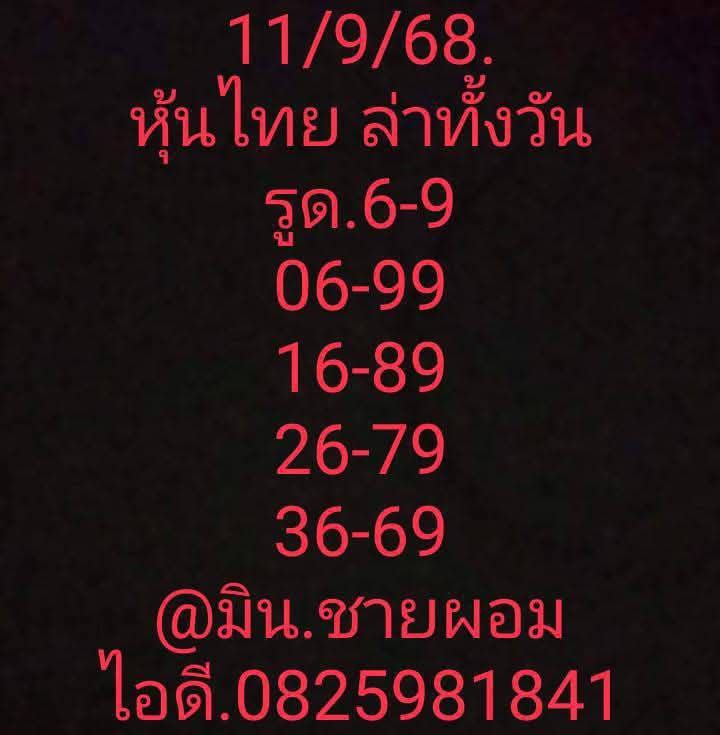 11/9/68.
หุ้นไทย ล่าทั้งวัน
รูด.6-9
06-99
16-89
26-79
36-69
@มิน.ชายผอม
ไอดี.0825981841